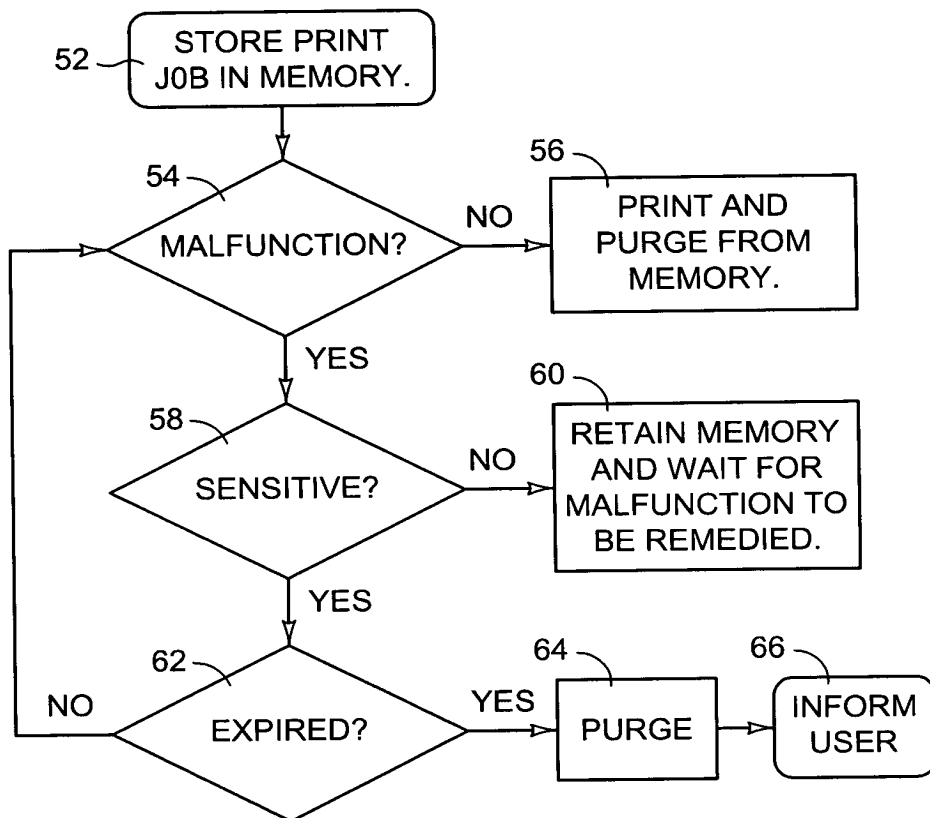 52
STORE PRINT
J0B IN MEMORY.
54
MALFUNCTION?
NO
56
PRINT AND
PURGE FROM
MEMORY.
YES
58
SENSITIVE?
NO
60
RETAIN MEMORY
AND WAIT FOR
MALFUNCTION TO
BE REMEDIED.
YES
62
EXPIRED?
NO
YES
64
PURGE
66
INFORM
USER